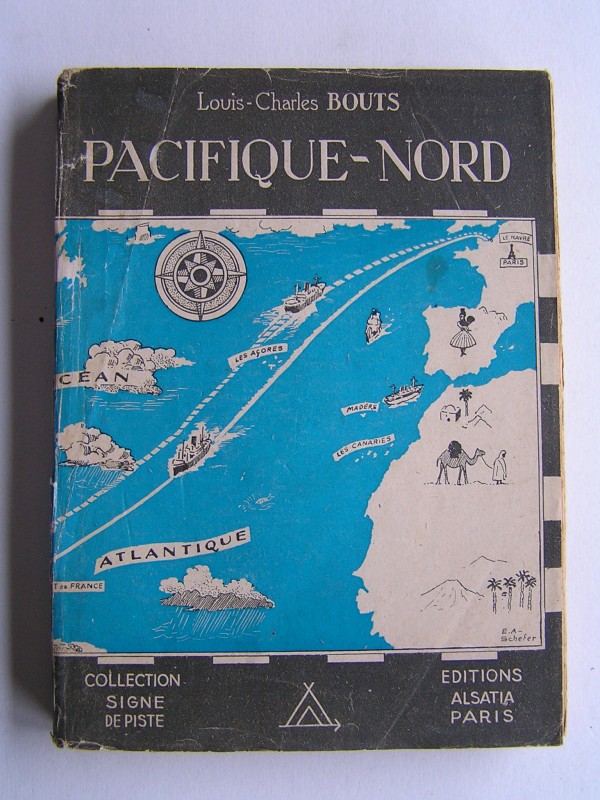 Louis-Charles BOUTS
PACIFIQUE-NORD
LE HAVRE
PARIS
LES AÇORES
CEAN
MADÈRE
LES CANARIES
ATLANTIQUE
T de FRANCE
E.A-
Schefer
COLLECTION
SIGNE
DE PISTE
EDITIONS
ALSATIA
PARIS